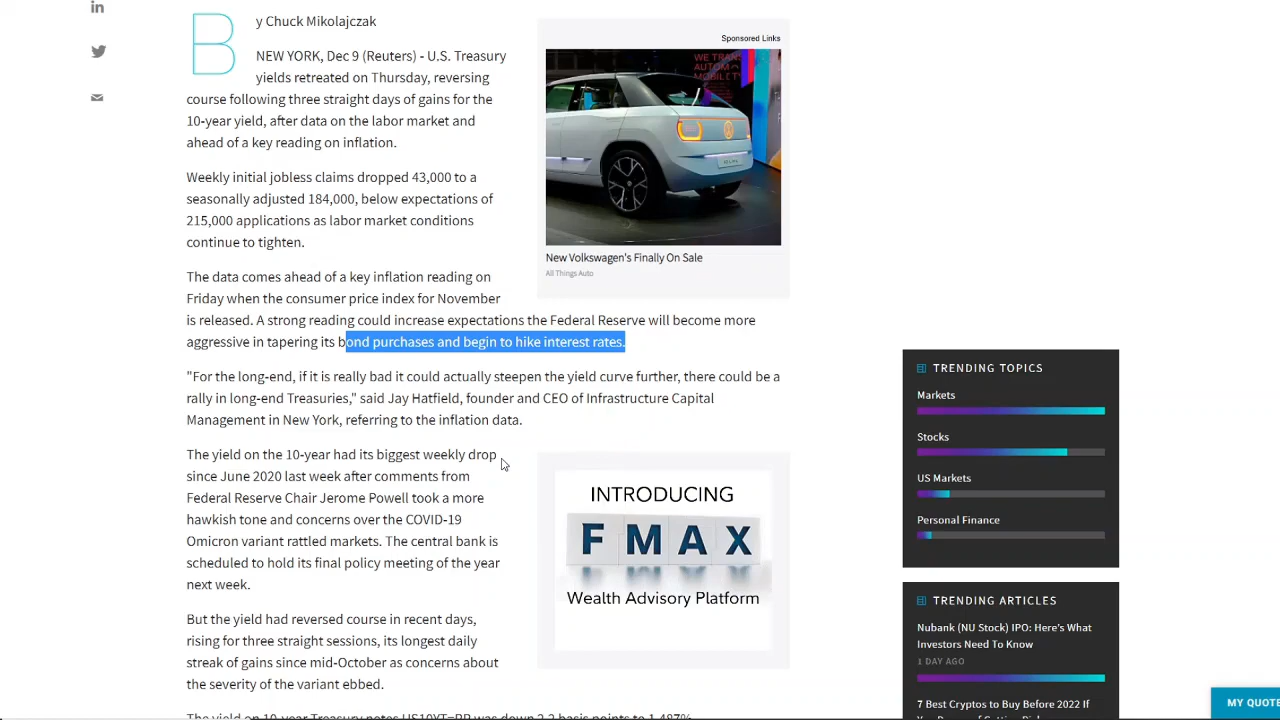 By Chuck Mikolajczak
NEW YORK, Dec 9 (Reuters) - U.S. Treasury
yields retreated on Thursday, reversing
course following three straight days of gains for the
10-year yield, after data on the labor market and
ahead of a key reading on inflation.
Weekly initial jobless claims dropped 43,000 to a
seasonally adjusted 184,000, below expectations of
215,000 applications as labor market conditions
continue to tighten.
The data comes ahead of a key inflation reading on
Friday when the consumer price index for November
is released. A strong reading could increase expectations the Federal Reserve will become more
aggressive in tapering its bond purchases and begin to hike interest rates.
"For the long-end, if it is really bad it could actually steepen the yield curve further, there could be a
rally in long-end Treasuries," said Jay Hatfield, founder and CEO of Infrastructure Capital
Management in New York, referring to the inflation data.
The yield on the 10-year had its biggest weekly drop
since June 2020 last week after comments from
Federal Reserve Chair Jerome Powell took a more
hawkish tone and concerns over the COVID-19
Omicron variant rattled markets. The central bank is
scheduled to hold its final policy meeting of the year
next week.
But the yield had reversed course in recent days,
rising for three straight sessions, its longest daily
streak of gains since mid-October as concerns about
the severity of the variant ebbed.
The yield on 10-year Treasury notes US10YT=RR was down 2.2 basis points to 1.487%
Sponsored Links
WE TRANS
AUTOM
MOBILITY
New Volkswagen's Finally On Sale
All Things Auto
INTRODUCING
FMAX
Wealth Advisory Platform
TRENDING TOPICS
Markets
Stocks
US Markets
Personal Finance
TRENDING ARTICLES
Nubank (NU Stock) IPO: Here's What
Investors Need To Know
1 DAY AGO
7 Best Cryptos to Buy Before 2022 If
MY QUOTE